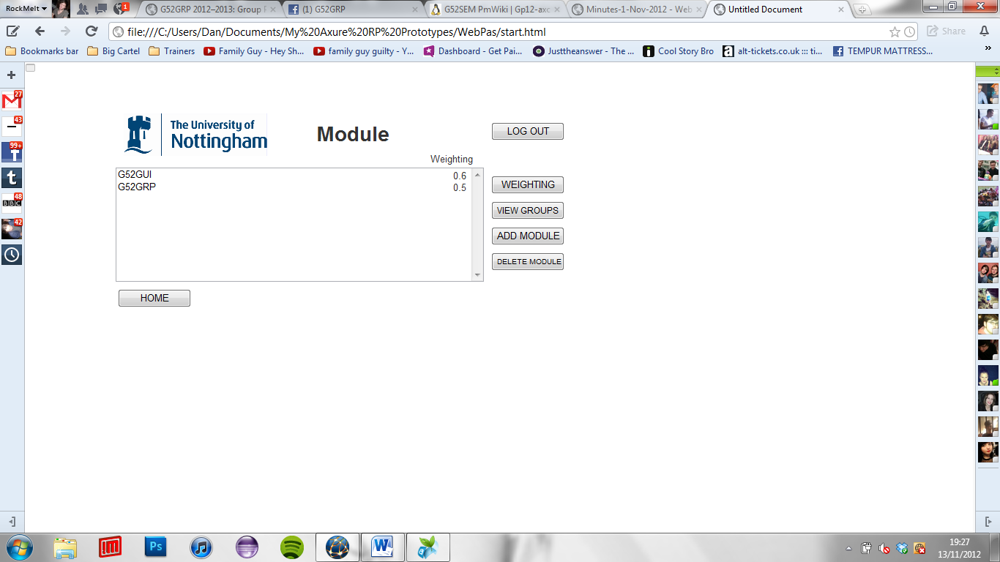 RockMelt
1
G52GRP 2012–2013: Group P
(1) G52GRP
G52SEM PmWiki | Gp12-axc
Minutes-1-Nov-2012 - Web
Untitled Document
file:///C:/Users/Dan/Documents/My%20Axure%20RP%20Prototypes/WebPas/start.html
Share
Bookmarks bar
Big Cartel
Trainers
Family Guy - Hey Sh...
family guy guilty - Y...
Dashboard - Get Pai...
Justtheanswer - The ...
Cool Story Bro
alt-tickets.co.uk ::: ti...
TEMPUR MATTRESS...
»
27
43
99+
48
BBC
42
The University of
Nottingham
Module
LOG OUT
Weighting
G52GUI 0.6
G52GRP 0.5
WEIGHTING
VIEW GROUPS
ADD MODULE
DELETE MODULE
HOME
Ps
W
19:27
13/11/2012